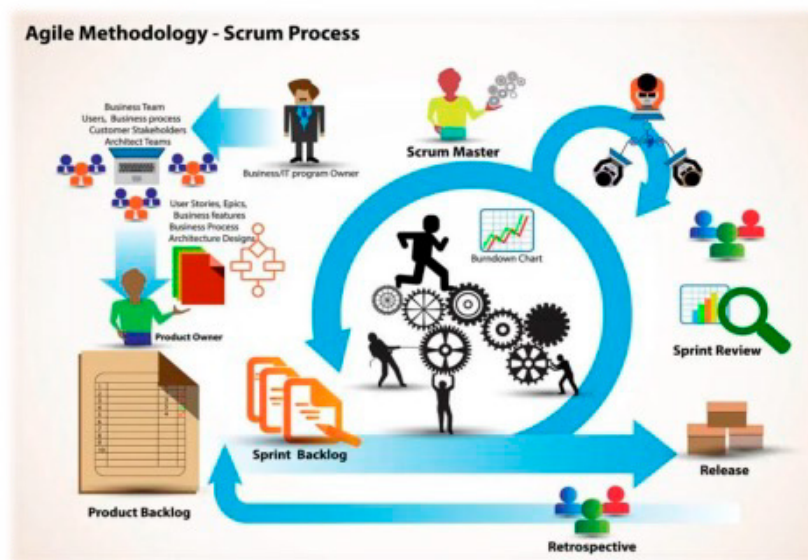 Agile Methodology - Scrum Process
Business Team
Users, Business process
Customer Stakeholders
Architect Teams
Business/IT program Owner
Scrum Master
User Stories, Epics,
Business features
Business Process
Architecture Designs
Burndown Chart
Product Owner
Sprint Review
Sprint Backlog
Release
Product Backlog
Retrospective